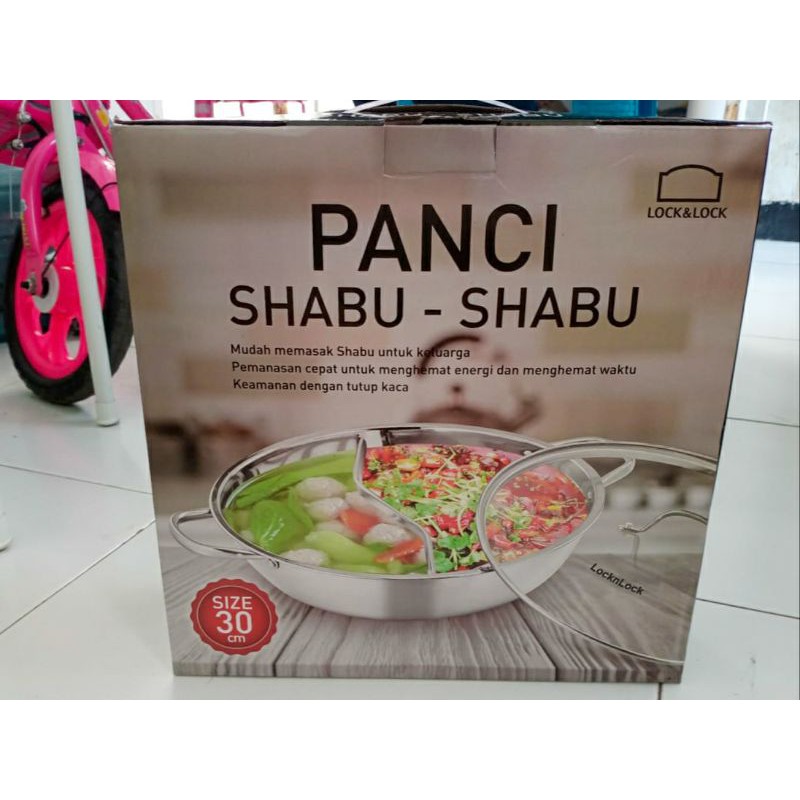 LOCK&LOCK
PANCI
SHABU - SHABU
Mudah memasak Shabu untuk keluarga
Pemanasan cepat untuk menghemat energi dan menghemat waktu
Keamanan dengan tutup kaca
LocknLock
SIZE
30
cm